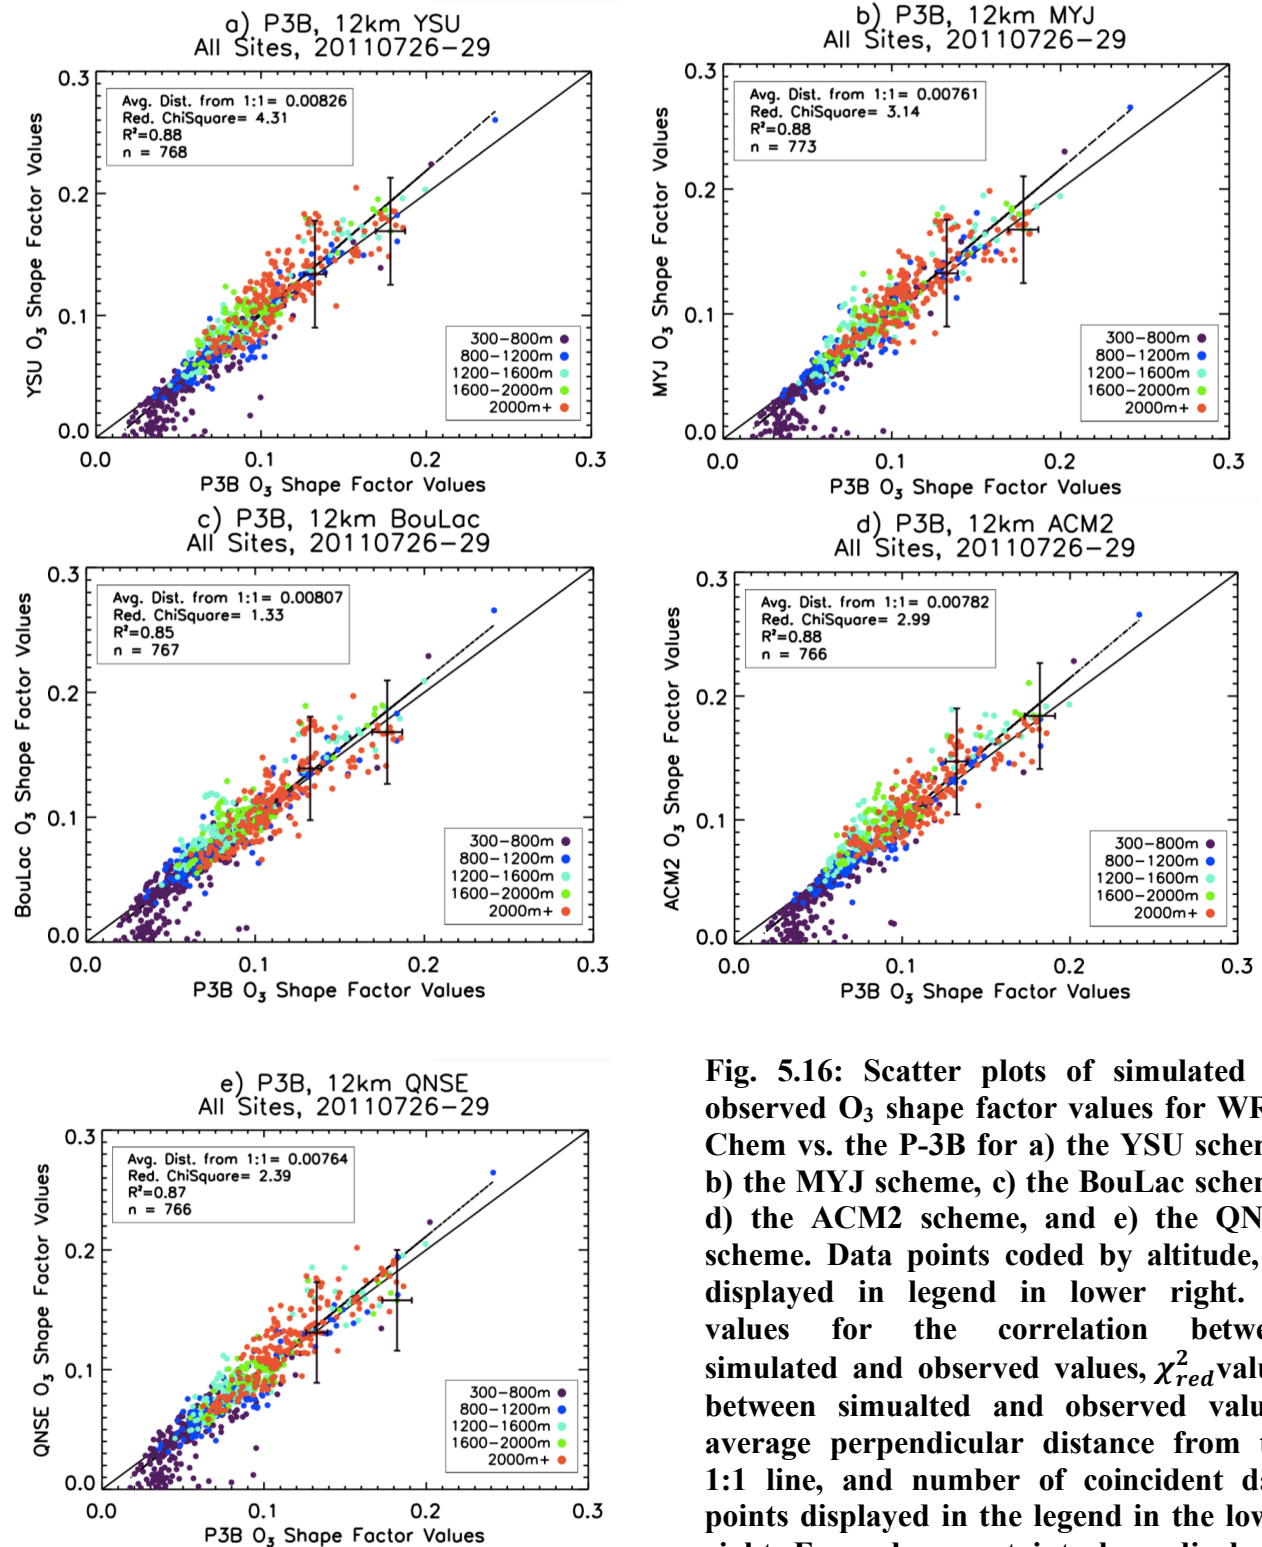 a) P3B, 12km YSU
All Sites, 20110726-29
Avg. Dist. from 1:1= 0.00826
Red. ChiSquare= 4.31
R²=0.88
n = 768
YSU O₃ Shape Factor Values
0.3
0.2
0.1
0.0
300-800m
800-1200m
1200-1600m
1600-2000m
2000m+
0.0 0.1 0.2 0.3
P3B O₃ Shape Factor Values
b) P3B, 12km MYJ
All Sites, 20110726-29
Avg. Dist. from 1:1= 0.00761
Red. ChiSquare= 3.14
R²=0.88
n = 773
MYJ O₃ Shape Factor Values
0.3
0.2
0.1
0.0
300-800m
800-1200m
1200-1600m
1600-2000m
2000m+
0.0 0.1 0.2 0.3
P3B O₃ Shape Factor Values
c) P3B, 12km BouLac
All Sites, 20110726-29
Avg. Dist. from 1:1= 0.00807
Red. ChiSquare= 1.33
R²=0.85
n = 767
BouLac O₃ Shape Factor Values
0.3
0.2
0.1
0.0
300-800m
800-1200m
1200-1600m
1600-2000m
2000m+
0.0 0.1 0.2 0.3
P3B O₃ Shape Factor Values
d) P3B, 12km ACM2
All Sites, 20110726-29
Avg. Dist. from 1:1= 0.00782
Red. ChiSquare= 2.99
R²=0.88
n = 766
ACM2 O₃ Shape Factor Values
0.3
0.2
0.1
0.0
300-800m
800-1200m
1200-1600m
1600-2000m
2000m+
0.0 0.1 0.2 0.3
P3B O₃ Shape Factor Values
e) P3B, 12km QNSE
All Sites, 20110726-29
Avg. Dist. from 1:1= 0.00764
Red. ChiSquare= 2.39
R²=0.87
n = 766
QNSE O₃ Shape Factor Values
0.3
0.2
0.1
0.0
300-800m
800-1200m
1200-1600m
1600-2000m
2000m+
0.0 0.1 0.2 0.3
P3B O₃ Shape Factor Values
Fig. 5.16: Scatter plots of simulated
observed O₃ shape factor values for WR
Chem vs. the P-3B for a) the YSU schem
b) the MYJ scheme, c) the BouLac schem
d) the ACM2 scheme, and e) the QN
scheme. Data points coded by altitude,
displayed in legend in lower right.
values for the correlation betwe
simulated and observed values, χ²red valu
between simualted and observed valu
average perpendicular distance from t
1:1 line, and number of coincident da
points displayed in the legend in the low